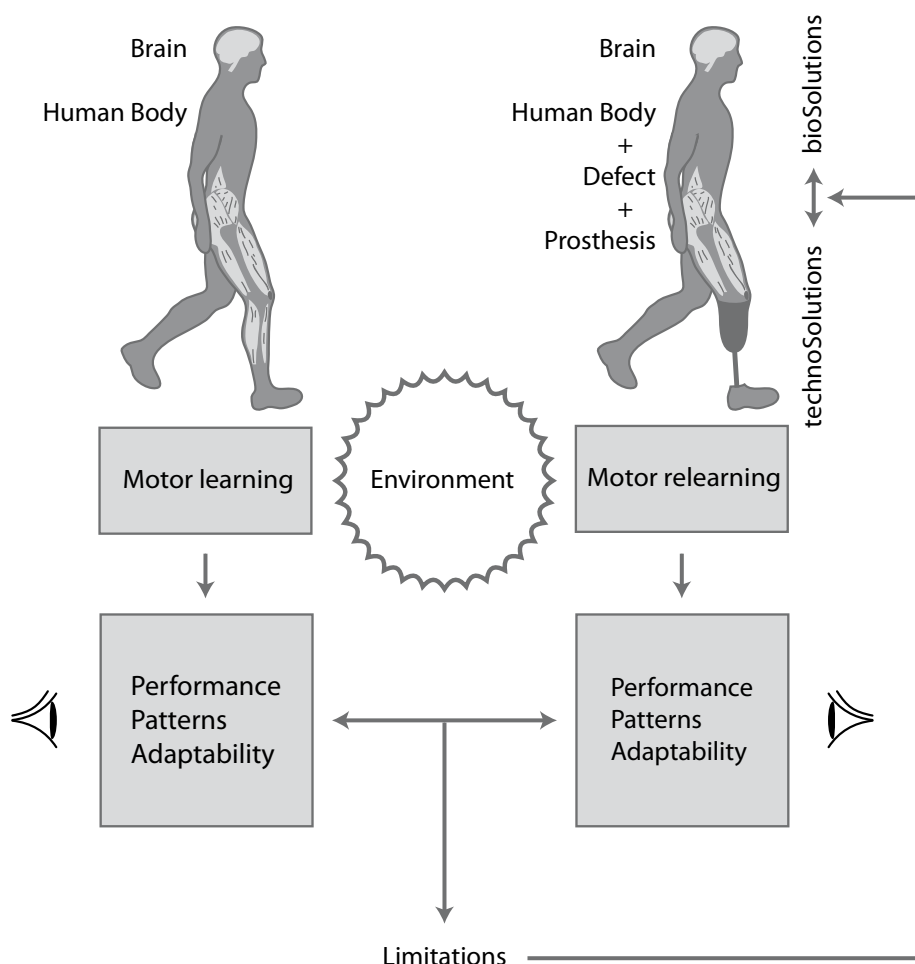 Brain
Human Body
Brain
Human Body
+
Defect
+
Prosthesis
bioSolutions
technoSolutions
Motor learning
Environment
Motor relearning
Performance
Patterns
Adaptability
Performance
Patterns
Adaptability
Limitations